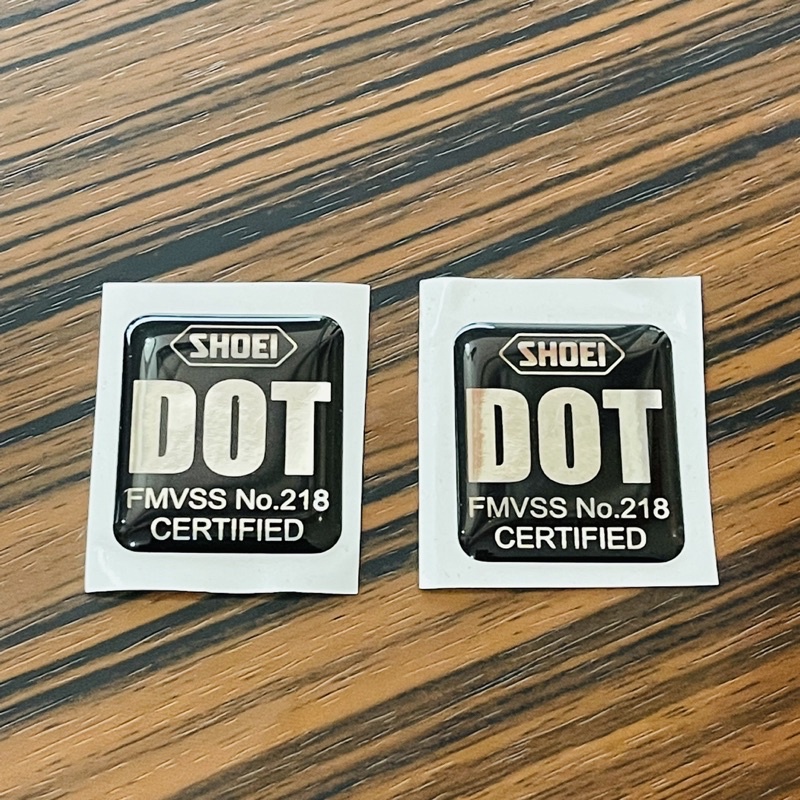 SHOEI
DOT
FMVSS No.218
CERTIFIED
SHOEI
DOT
FMVSS No.218
CERTIFIED